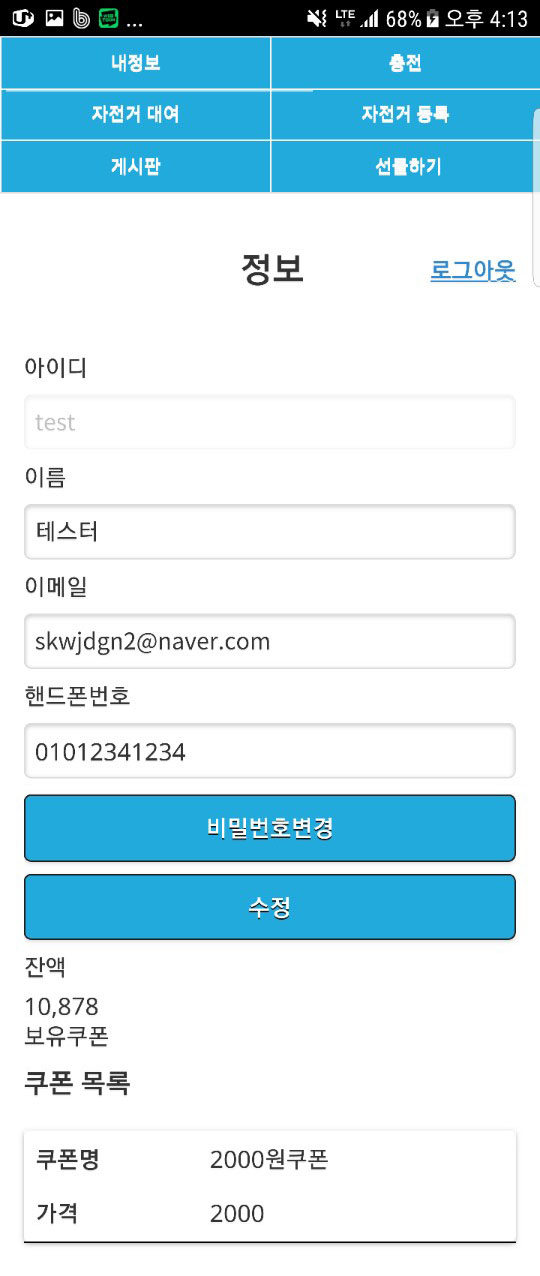 ... LTE 68% 오후 4:13
내정보 충전
자전거 대여 자전거 등록
게시판 선물하기
정보 로그아웃
아이디
test
이름
테스터
이메일
skwjdgn2@naver.com
핸드폰번호
01012341234
비밀번호변경
수정
잔액
10,878
보유쿠폰
쿠폰 목록
쿠폰명 2000원쿠폰
가격 2000